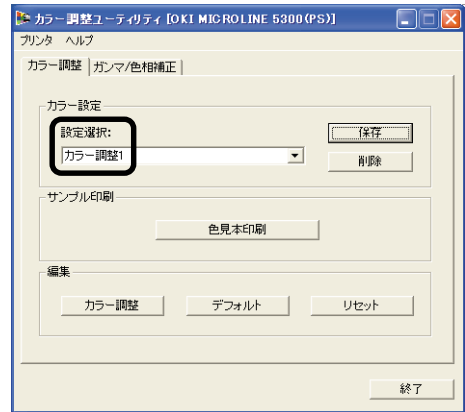 カラー調整ユーティリティ [OKI MICROLINE 5300(PS)]
プリンタ ヘルプ
カラー調整 ガンマ/色相補正
カラー設定
設定選択:
保存
カラー調整1
削除
サンプル印刷
色見本印刷
編集
カラー調整 デフォルト リセット
終了